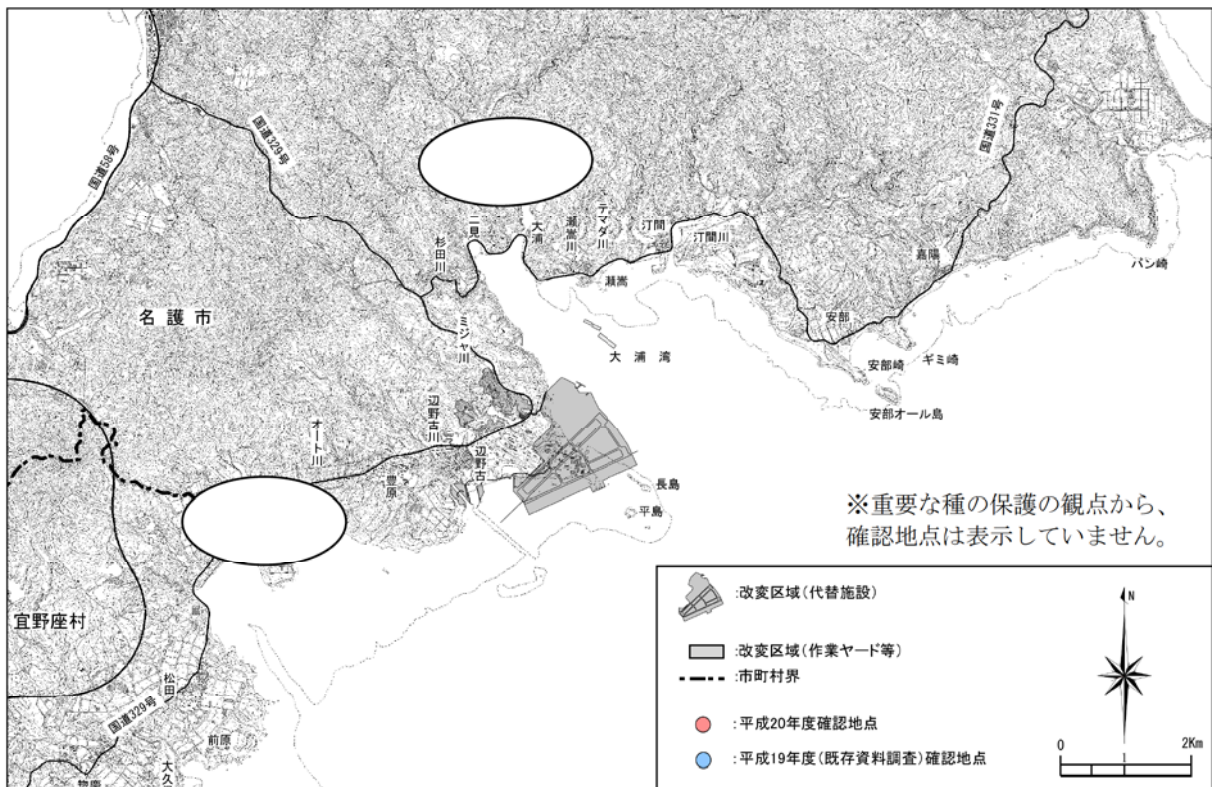 国道58号
国道329号
国道331号
杉田川
二見
大浦
瀬嵩川
テマダ川
汀間
汀間川
瀬嵩
嘉陽
バン崎
名護市
ミジャ川
大浦湾
安部
安部崎
ギミ崎
安部オール島
オート川
辺野古川
辺野古
豊原
長島
平島
※重要な種の保護の観点から、
確認地点は表示していません。
宜野座村
松田
国道329号
前原
:改変区域(代替施設)
:改変区域(作業ヤード等)
:市町村界
:平成20年度確認地点
:平成19年度(既存資料調査)確認地点
N
0 1 2Km